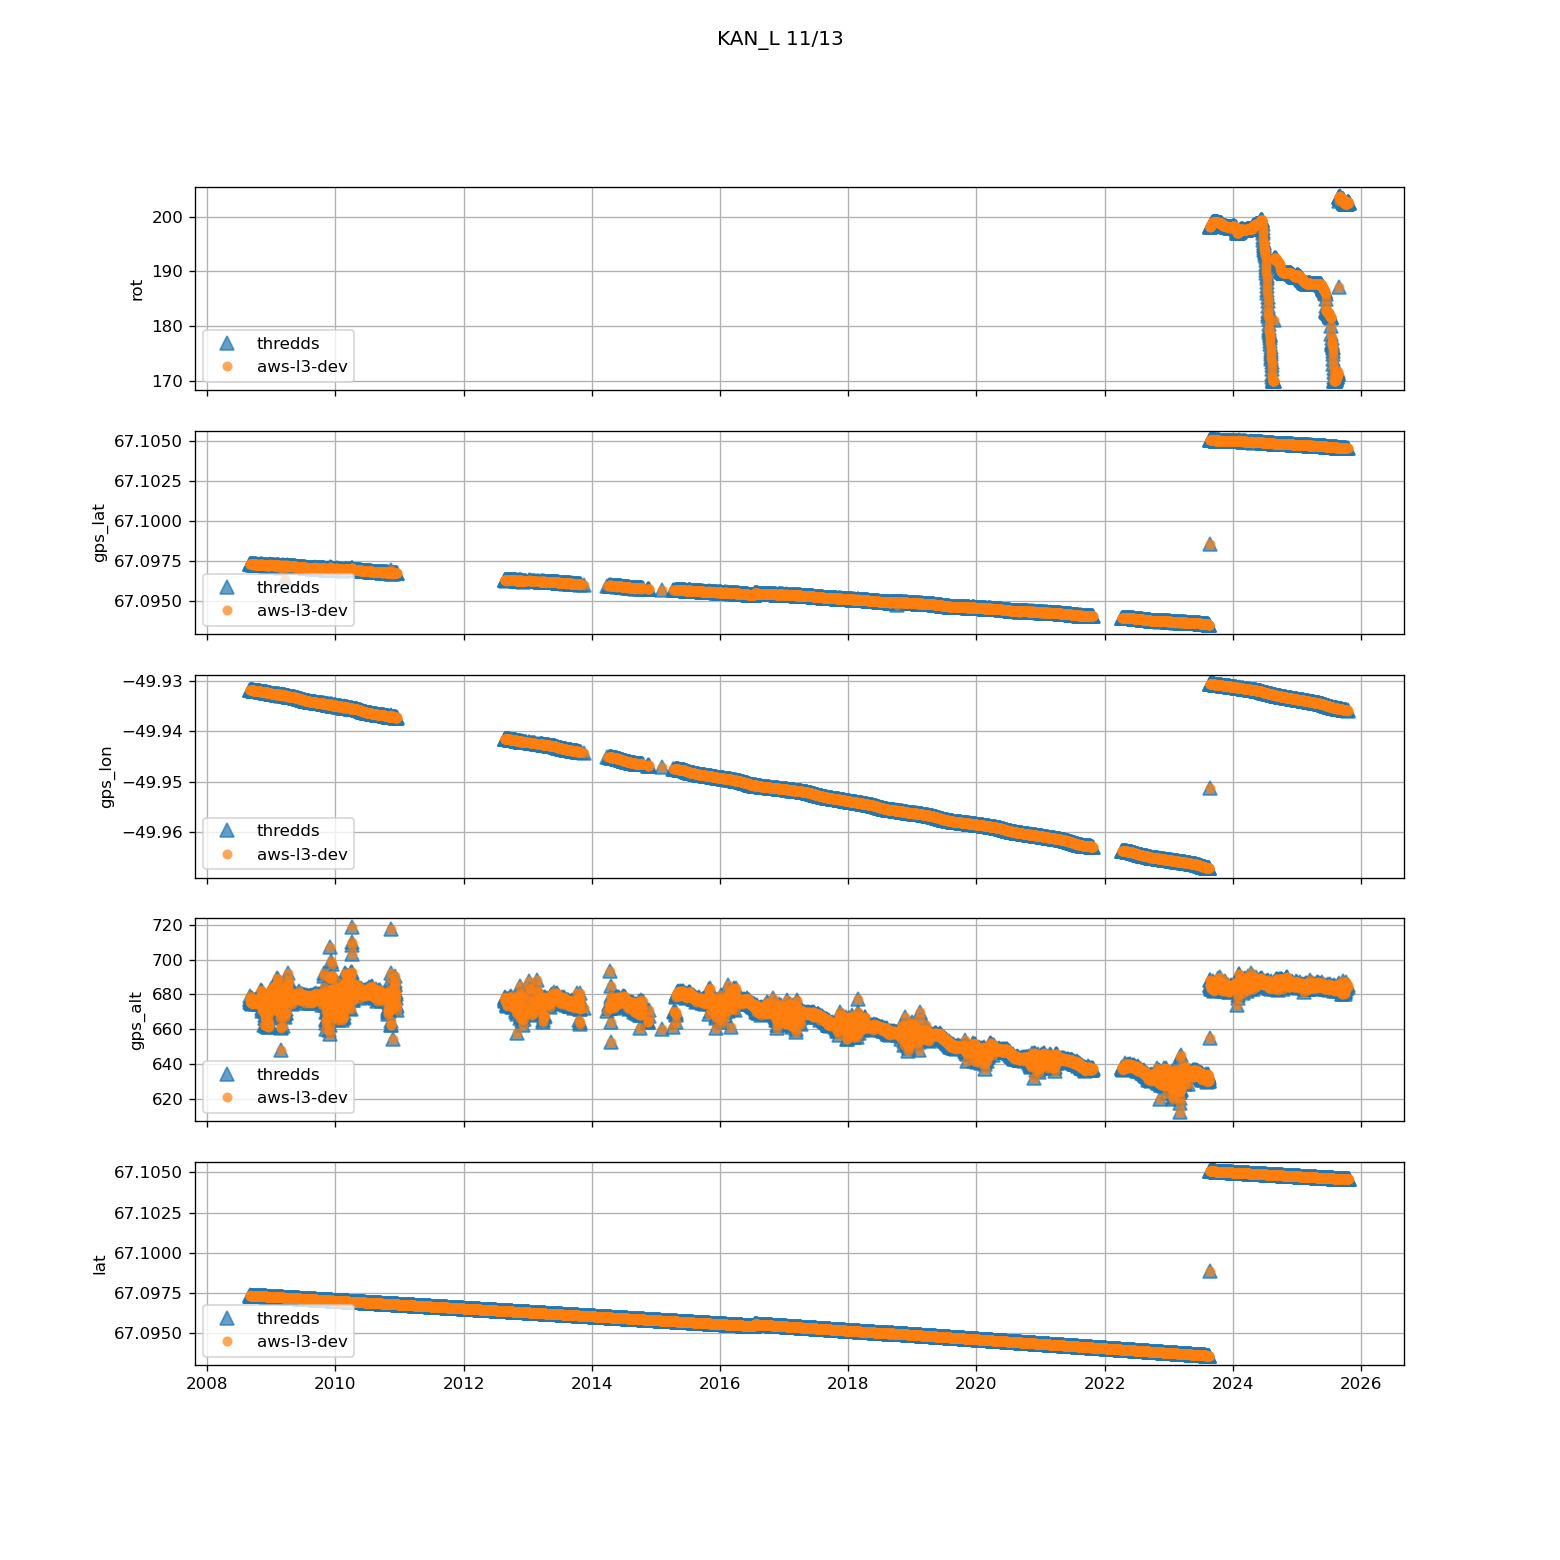 KAN_L 11/13
200
190
180
170
rot
thredds
aws-l3-dev
67.1050
67.1025
67.1000
67.0975
67.0950
gps_lat
thredds
aws-l3-dev
−49.93
−49.94
−49.95
−49.96
gps_lon
thredds
aws-l3-dev
720
700
680
660
640
620
gps_alt
thredds
aws-l3-dev
67.1050
67.1025
67.1000
67.0975
67.0950
lat
thredds
aws-l3-dev
2008 2010 2012 2014 2016 2018 2020 2022 2024 2026